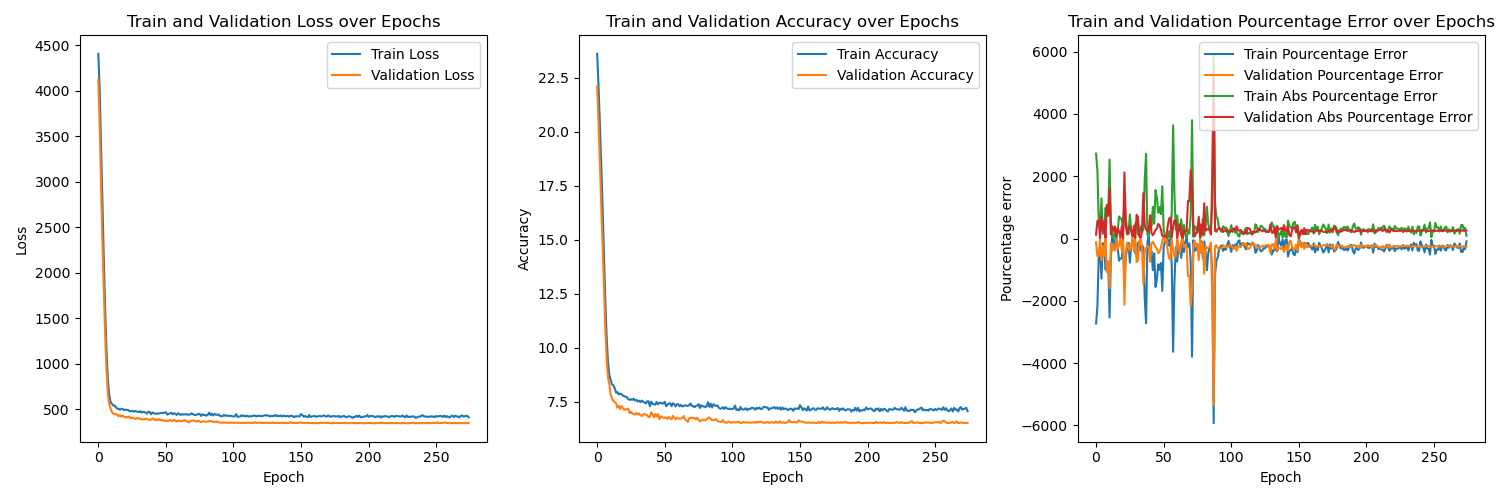 Train and Validation Loss over Epochs
4500
4000
3500
3000
2500
2000
1500
1000
500
Loss
0
50
100
150
200
250
Epoch
Train Loss
Validation Loss
Train and Validation Accuracy over Epochs
22.5
20.0
17.5
15.0
12.5
10.0
7.5
Accuracy
0
50
100
150
200
250
Epoch
Train Accuracy
Validation Accuracy
Train and Validation Pourcentage Error over Epochs
6000
4000
2000
0
−2000
−4000
−6000
Pourcentage error
0
50
100
150
200
250
Epoch
Train Pourcentage Error
Validation Pourcentage Error
Train Abs Pourcentage Error
Validation Abs Pourcentage Error